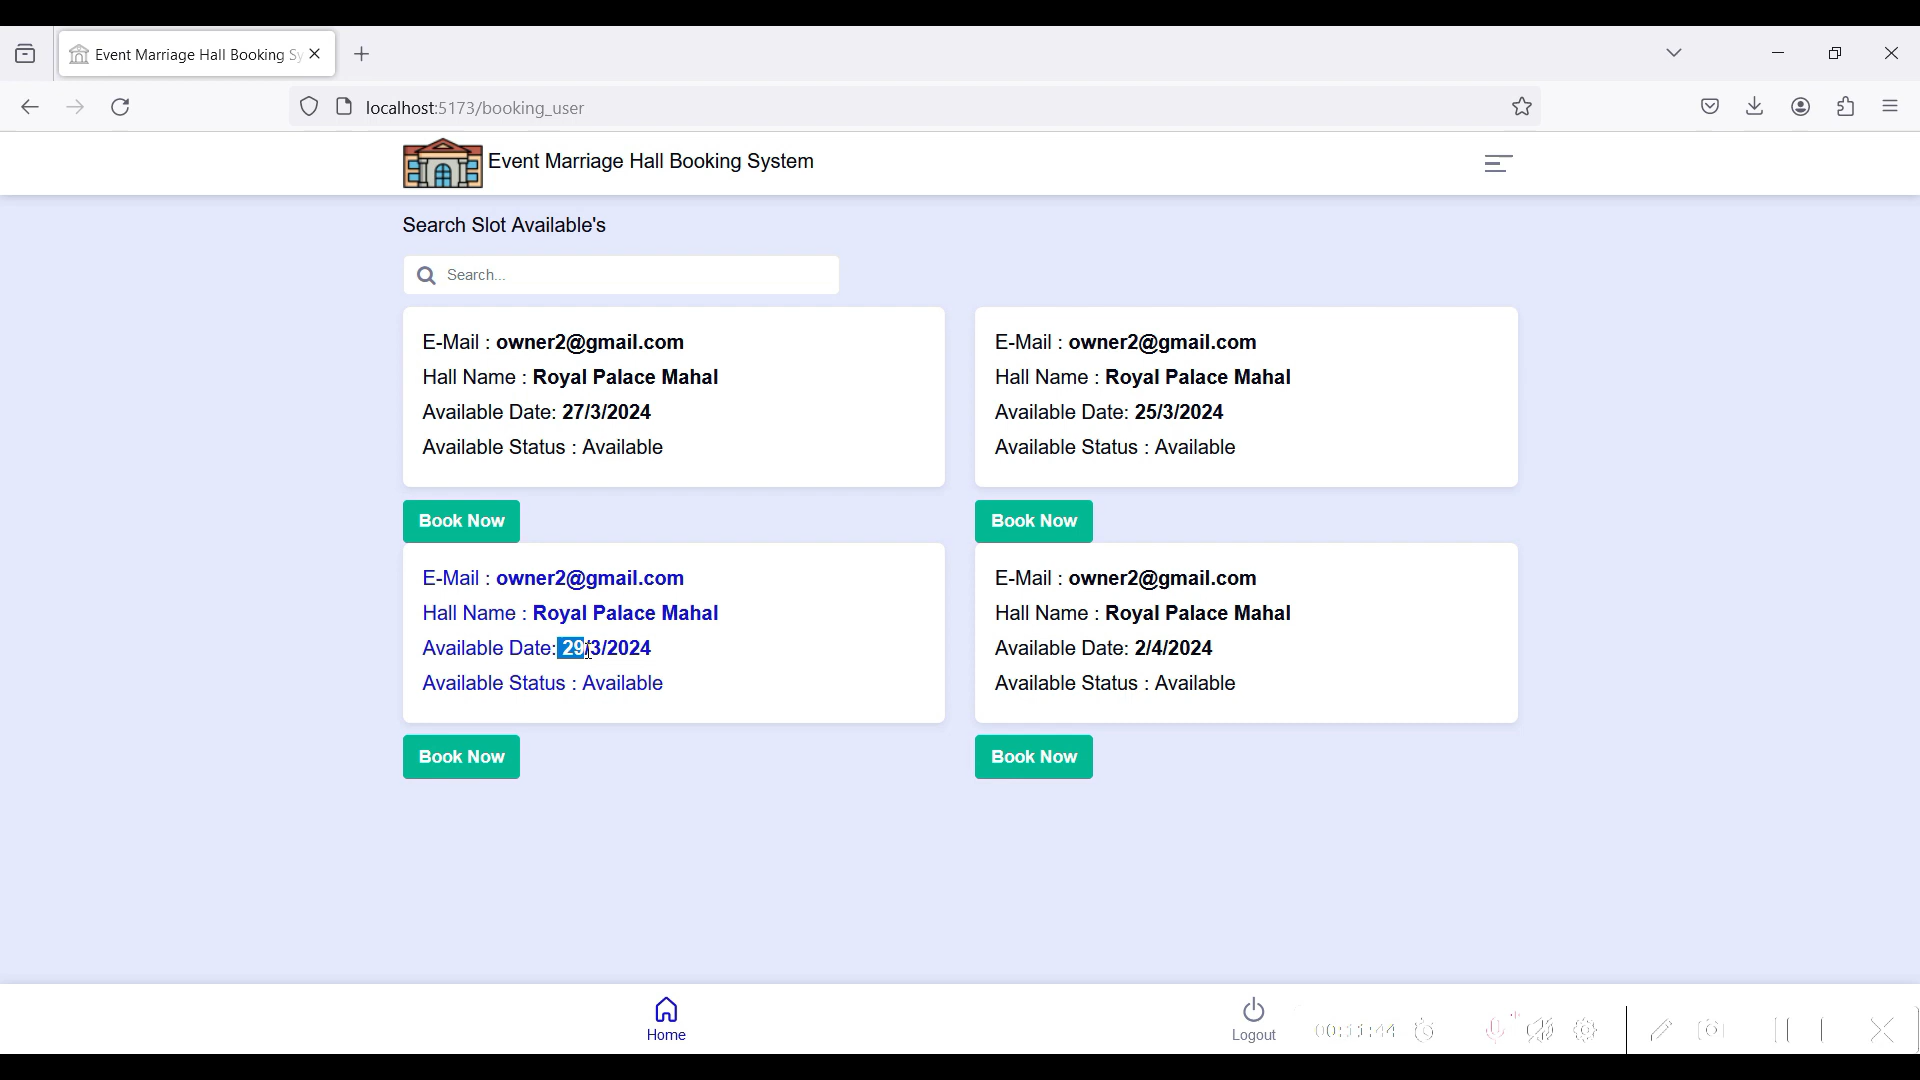 Event Marriage Hall Booking Sy
localhost:5173/booking_user
Event Marriage Hall Booking System
Search Slot Available's
Search...
E-Mail : owner2@gmail.com
Hall Name : Royal Palace Mahal
Available Date: 27/3/2024
Available Status : Available
Book Now
E-Mail : owner2@gmail.com
Hall Name : Royal Palace Mahal
Available Date: 25/3/2024
Available Status : Available
Book Now
E-Mail : owner2@gmail.com
Hall Name : Royal Palace Mahal
Available Date: 29/3/2024
Available Status : Available
Book Now
E-Mail : owner2@gmail.com
Hall Name : Royal Palace Mahal
Available Date: 2/4/2024
Available Status : Available
Book Now
Home
Logout
00:11:44